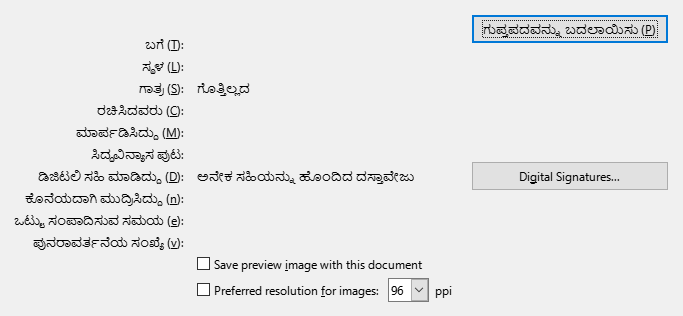 ಗುಪ್ತಪದವನ್ನು ಬದಲಾಯಿಸು (P)
ಬಗೆ (T):
ಸ್ಥಳ (L):
ಗಾತ್ರ (S): ಗೊತ್ತಿಲ್ಲದ
ರಚಿಸಿದವರು (C):
ಮಾರ್ಪಡಿಸಿದ್ದು (M):
ಸಿದ್ಧವಿನ್ಯಾಸ ಪುಟ:
ಡಿಜಿಟಲಿ ಸಹಿ ಮಾಡಿದ್ದು (D): ಅನೇಕ ಸಹಿಯನ್ನು ಹೊಂದಿದ ದಸ್ತಾವೇಜು Digital Signatures...
ಕೊನೆಯದಾಗಿ ಮುದ್ರಿಸಿದ್ದು (n):
ಒಟ್ಟು ಸಂಪಾದಿಸುವ ಸಮಯ (e):
ಪುನರಾವರ್ತನೆಯ ಸಂಖ್ಯೆ (v):
Save preview image with this document
Preferred resolution for images: 96 ppi